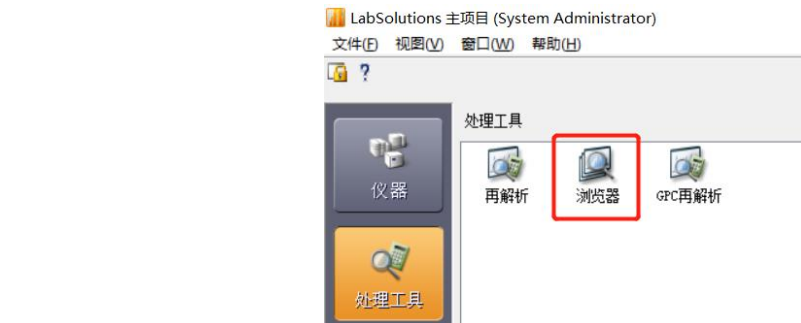 LabSolutions 主项目 (System Administrator)
文件(F) 视图(V) 窗口(W) 帮助(H)
?
处理工具
仪器
再解析 浏览器 GPC再解析
处理工具